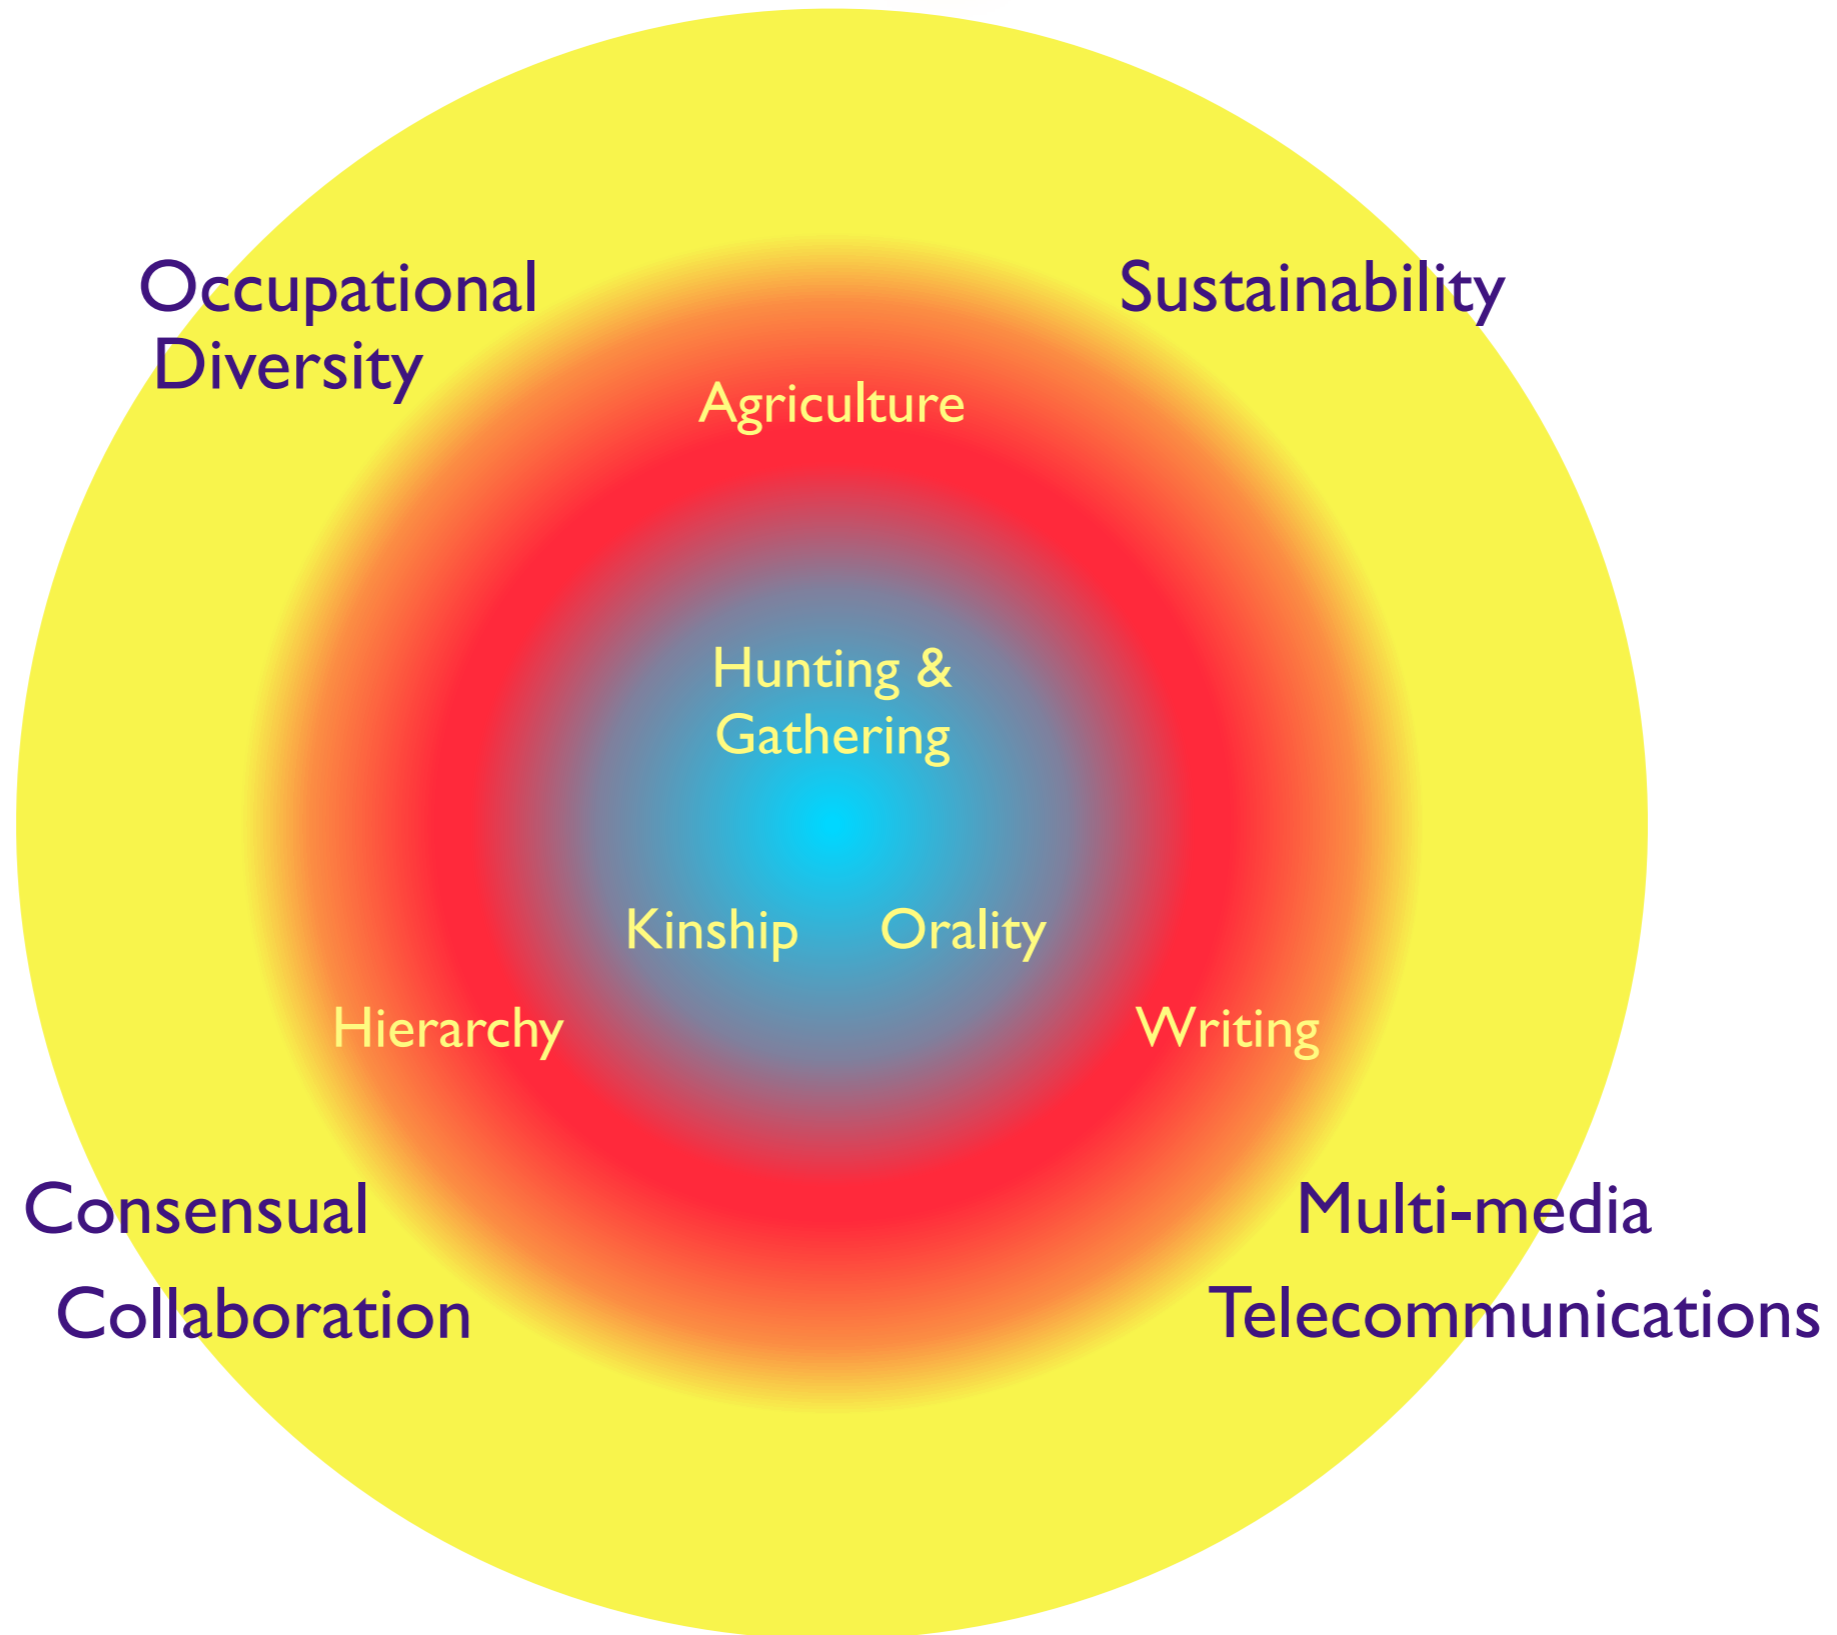 Occupational
Diversity
Sustainability
Agriculture
Hunting &
Gathering
Kinship
Orality
Hierarchy
Writing
Consensual
Collaboration
Multi-media
Telecommunications